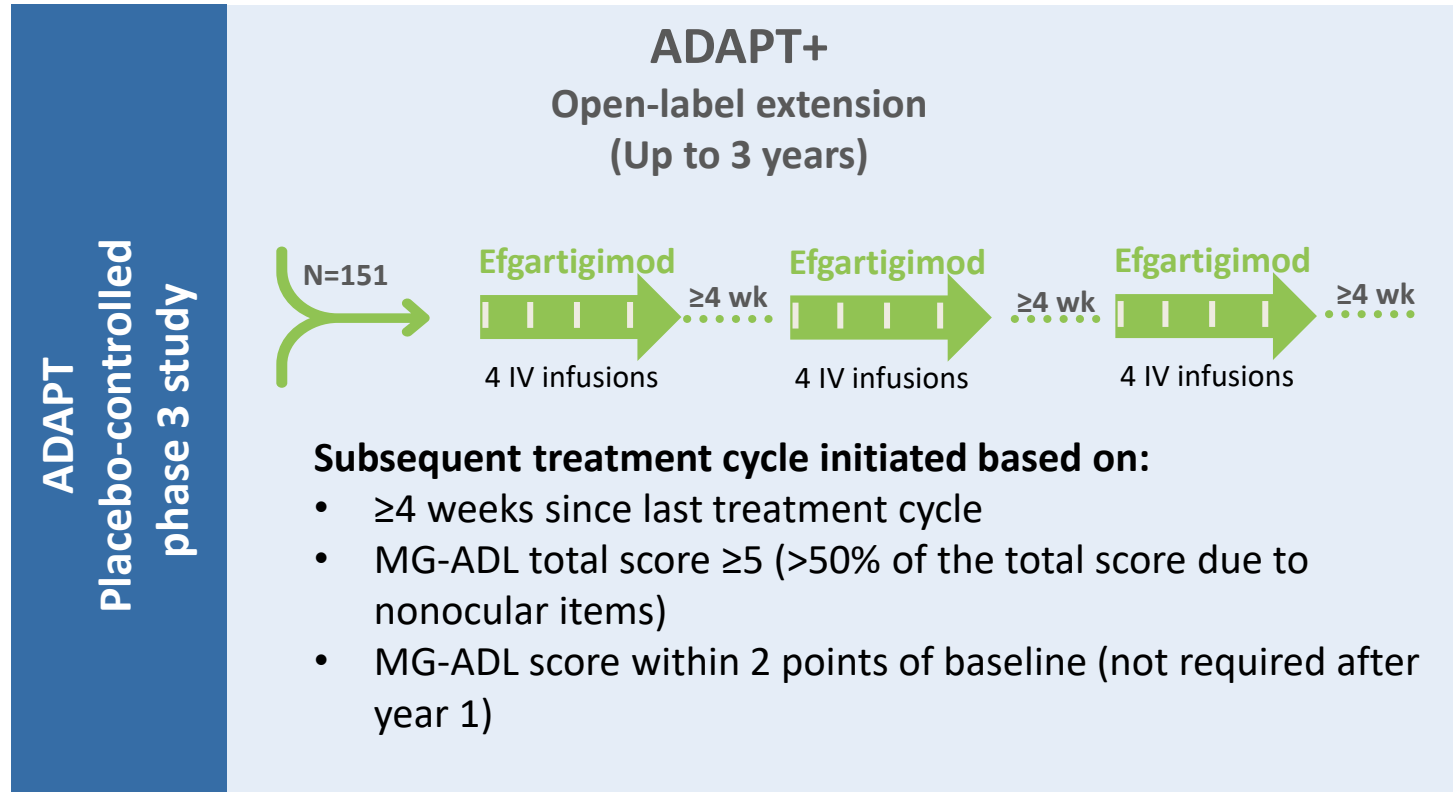 ADAPT
Placebo-controlled
phase 3 study
ADAPT+
Open-label extension
(Up to 3 years)
N=151
Efgartigimod
4 IV infusions
≥4 wk
Efgartigimod
4 IV infusions
≥4 wk
Efgartigimod
4 IV infusions
≥4 wk
Subsequent treatment cycle initiated based on:
• ≥4 weeks since last treatment cycle
• MG-ADL total score ≥5 (>50% of the total score due to
nonocular items)
• MG-ADL score within 2 points of baseline (not required after
year 1)